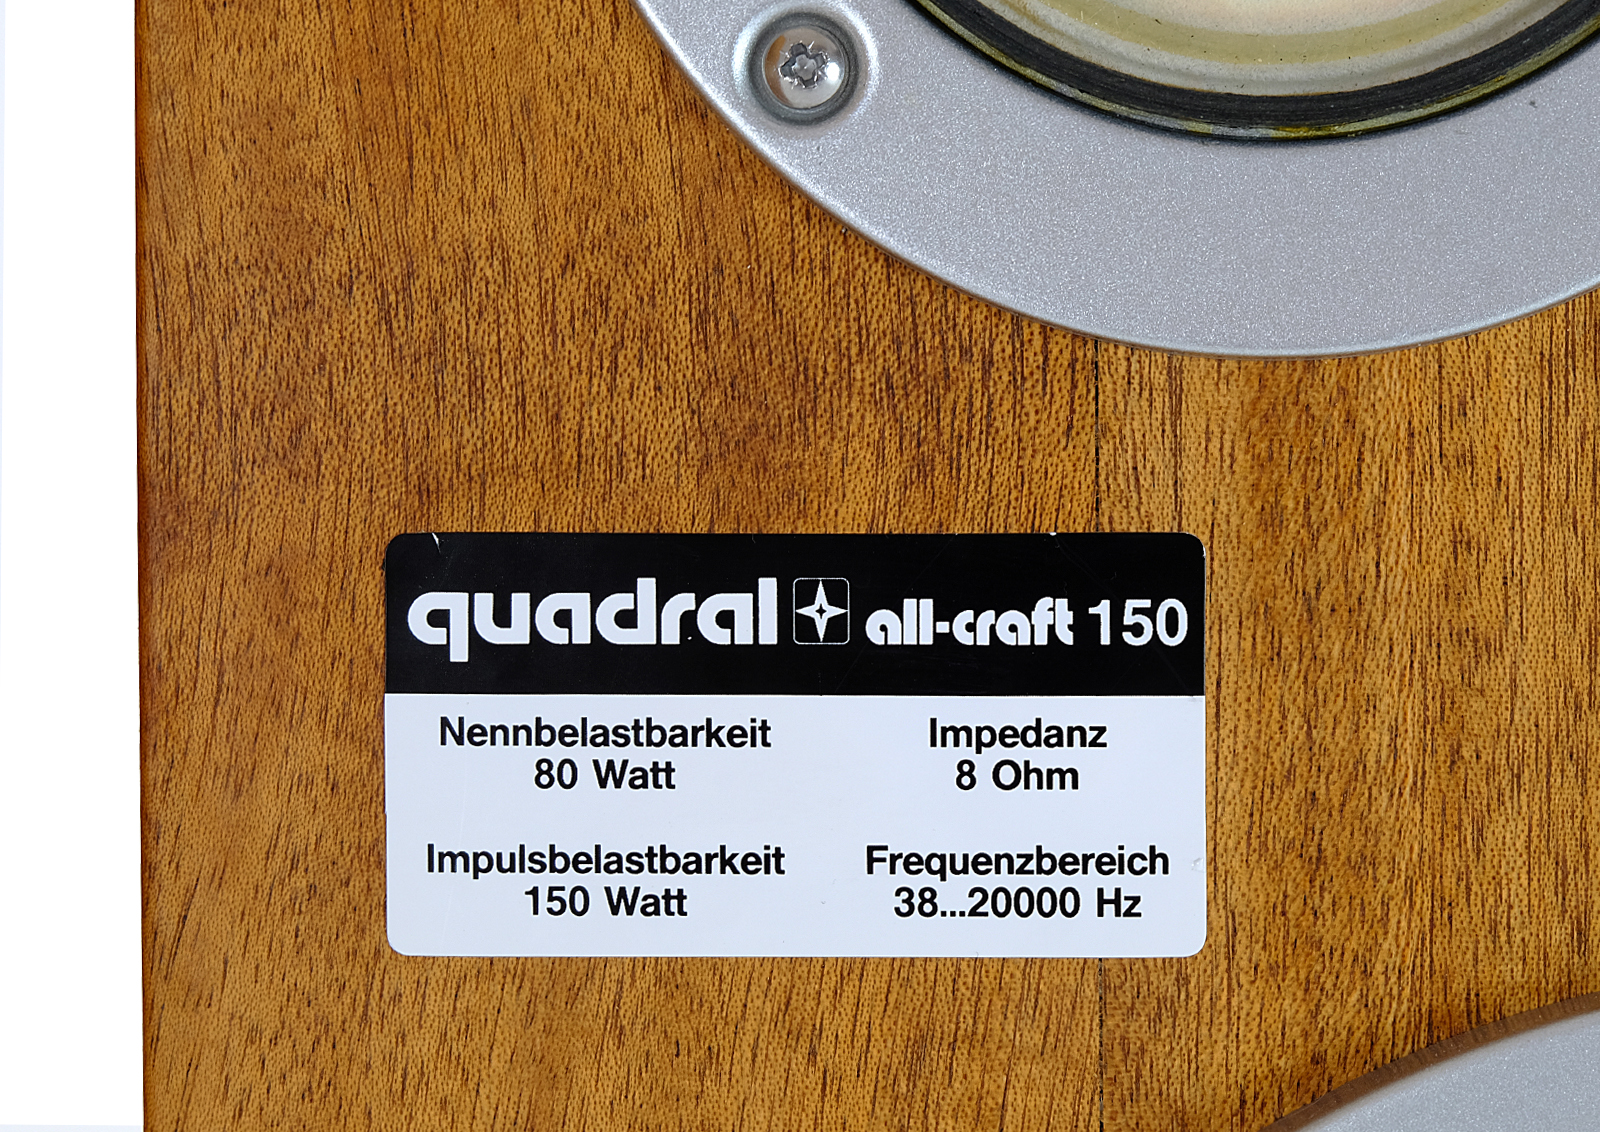 quadral all-craft 150
Nennbelastbarkeit
80 Watt
Impedanz
8 Ohm
Impulsbelastbarkeit
150 Watt
Frequenzbereich
38...20000 Hz